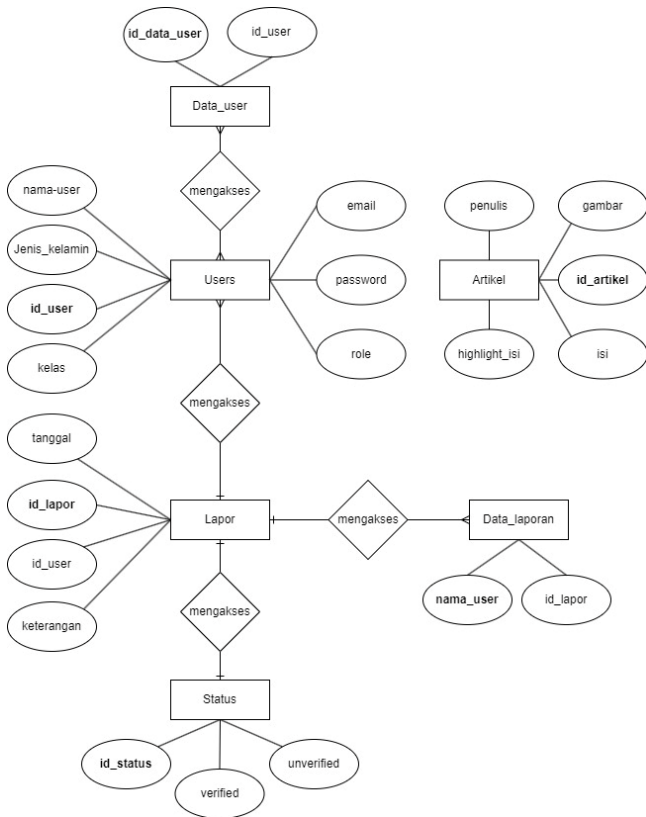 id_data_user
id_user
Data_user
mengakses
nama-user
email
penulis
gambar
Jenis_kelamin
Users
password
Artikel
id_artikel
id_user
kelas
role
highlight_isi
isi
mengakses
tanggal
id_lapor
Lapor
mengakses
Data_laporan
id_user
nama_user
id_lapor
keterangan
mengakses
Status
id_status
verified
unverified